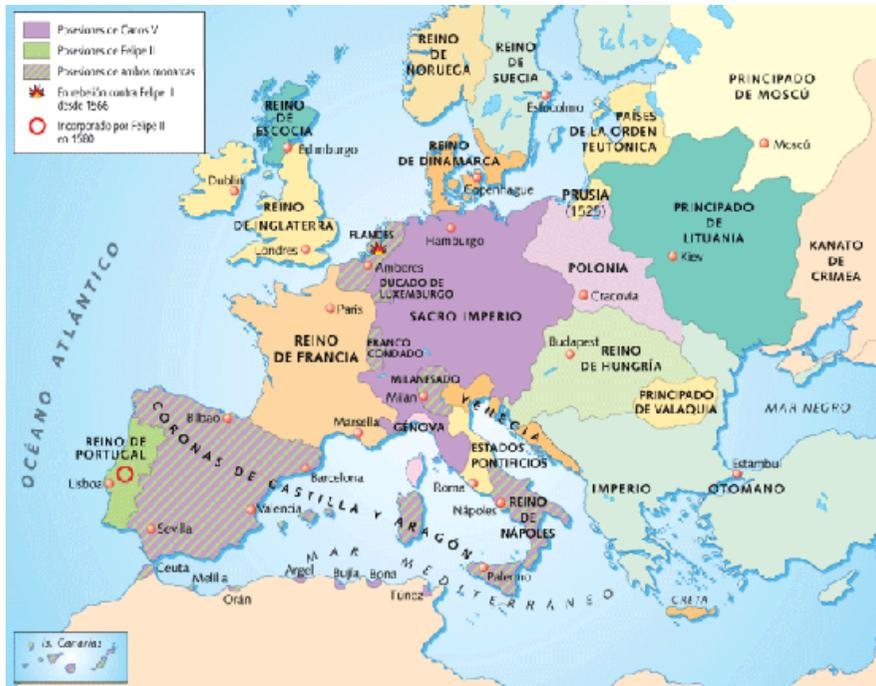 Posesiones de Carlos V
Posesiones de Felipe II
Posesiones de ambos monarcas
En rebelión contra Felipe II
desde 1566
Incorporado por Felipe II
en 1580
REINO
DE
NORUEGA
REINO
DE
SUECIA
Estocolmo
PRINCIPADO
DE MOSCÚ
Moscú
REINO
DE
ESCOCIA
Edimburgo
REINO
DE DINAMARCA
Copenhague
PAÍSES
DE LA ORDEN
TEUTÓNICA
Dublín
REINO
DE INGLATERRA
Londres
PRUSIA
(1525)
PRINCIPADO
DE
LITUANIA
Kiev
KANATO
DE
CRIMEA
FLANDES
Hamburgo
Amberes
DUCADO DE
LUXEMBURGO
POLONIA
Cracovia
OCÉANO ATLÁNTICO
París
REINO
DE FRANCIA
SACRO IMPERIO
FRANCO
CONDADO
Budapest
REINO
DE HUNGRÍA
MILANESADO
Milán
VENECIA
PRINCIPADO
DE VALAQUIA
MAR NEGRO
Bilbao
Marsella
GÉNOVA
REINO DE
PORTUGAL
Lisboa
CORONAS DE CASTILLA Y ARAGÓN
Barcelona
ESTADOS
PONTIFICIOS
Roma
Estambul
IMPERIO OTOMANO
Valencia
Sevilla
Nápoles
REINO
DE
NÁPOLES
MAR MEDITERRÁNEO
Palermo
Ceuta
Melilla
Orán
Argel
Bujía
Bona
Túnez
CRETA
Is. Canarias